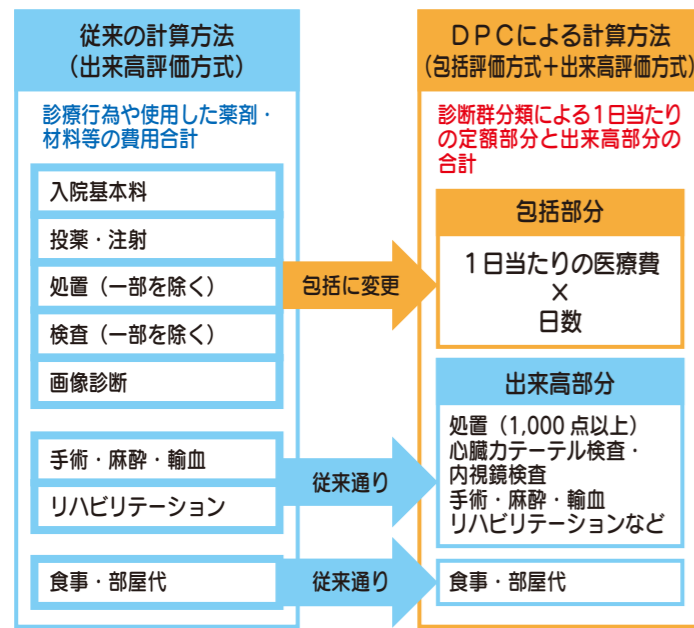 従来の計算方法
（出来高評価方式）
診療行為や使用した薬剤・
材料等の費用合計
入院基本料
投薬・注射
処置（一部を除く）
検査（一部を除く）
画像診断
手術・麻酔・輸血
リハビリテーション
食事・部屋代
包括に変更
従来通り
従来通り
ＤＰＣによる計算方法
（包括評価方式＋出来高評価方式）
診断群分類による１日当たり
の定額部分と出来高部分の
合計
包括部分
１日当たりの医療費
×
日数
出来高部分
処置（1,000 点以上）
心臓カテーテル検査・
内視鏡検査
手術・麻酔・輸血
リハビリテーションなど
食事・部屋代